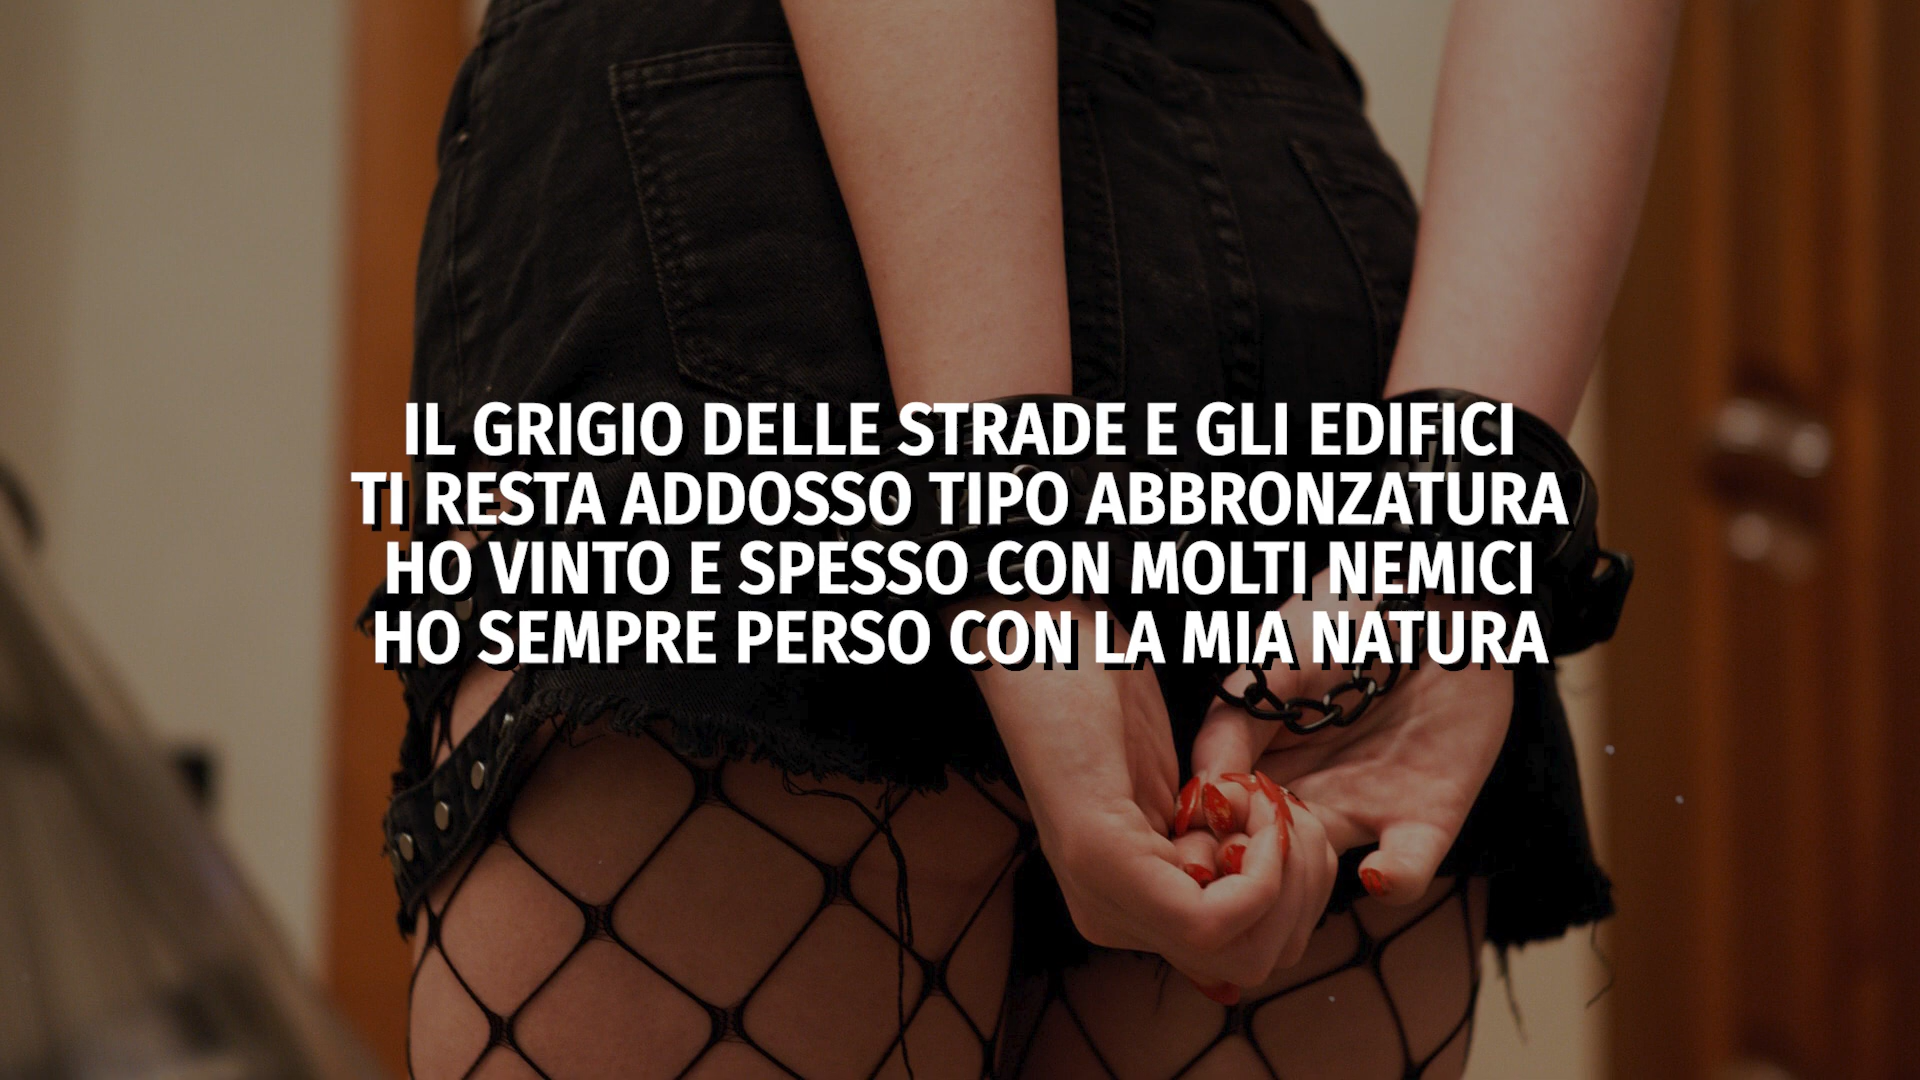 IL GRIGIO DELLE STRADE E GLI EDIFICI
TI RESTA ADDOSSO TIPO ABBRONZATURA
HO VINTO E SPESSO CON MOLTI NEMICI
HO SEMPRE PERSO CON LA MIA NATURA